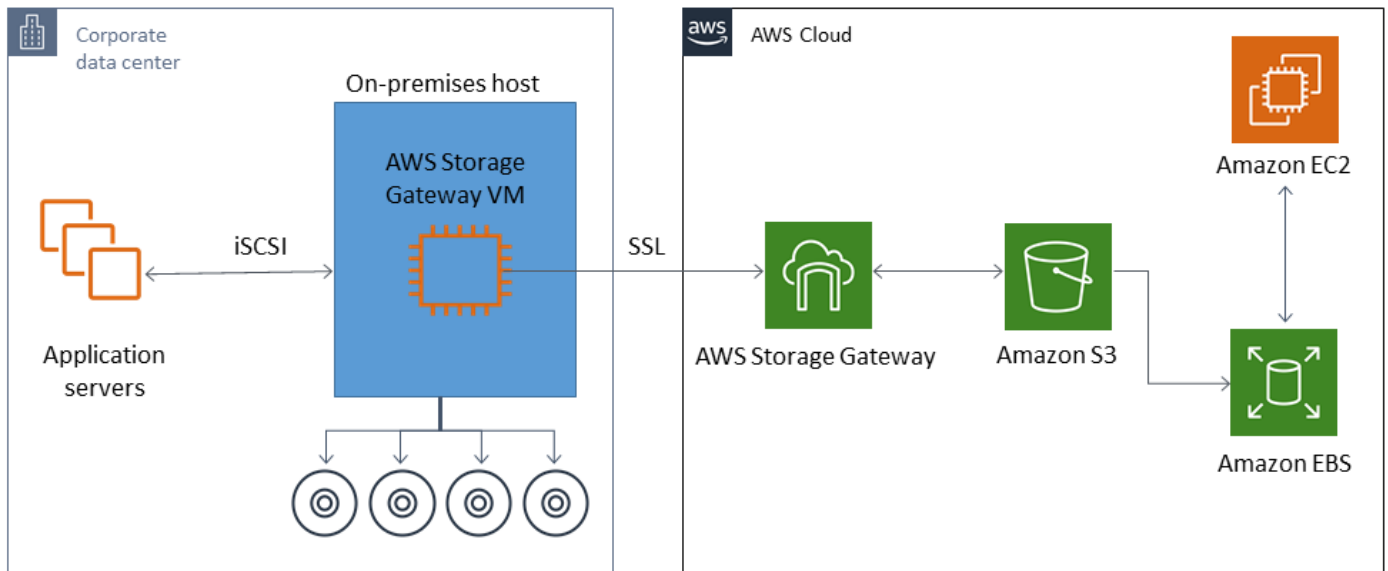 Corporate
data center
On-premises host
AWS Storage
Gateway VM
iSCSI
Application
servers
SSL
aws
AWS Cloud
Amazon EC2
AWS Storage Gateway
Amazon S3
Amazon EBS